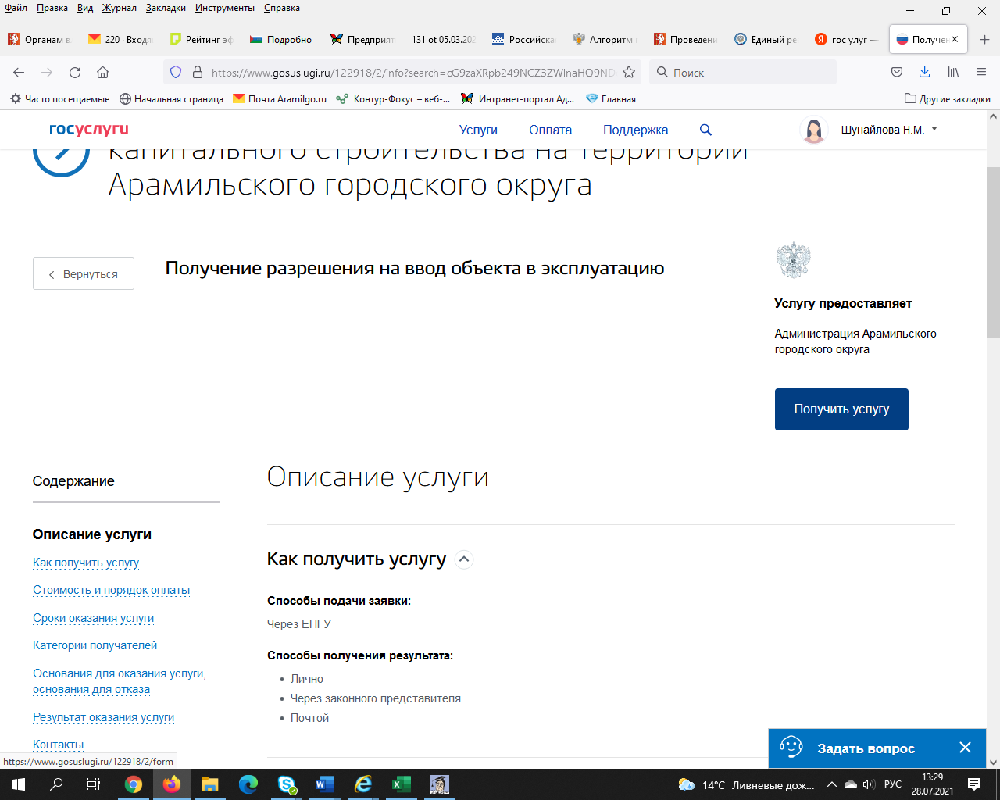 Файл Правка Вид Журнал Закладки Инструменты Справка
Органам в
220 · Входя
Рейтинг эф
Подробно
Предприят
131 от 05.03.202
Российска
Алгоритм
Проведени
Единый ре
гос улуг —
Получен
https://www.gosuslugi.ru/122918/2/info?search=cG9zaXRpb249NCZ3ZWlnaHQ9ND
Поиск
Часто посещаемые
Начальная страница
Почта Aramilgo.ru
Контур-Фокус – веб-...
Интранет-портал Ад...
Главная
Другие закладки
госуслуги
Услуги Оплата Поддержка
Шунайлова Н.М.
капитального строительства на территории
Арамильского городского округа
Вернуться
Получение разрешения на ввод объекта в эксплуатацию
Услугу предоставляет
Администрация Арамильского
городского округа
Получить услугу
Содержание
Описание услуги
Как получить услугу
Стоимость и порядок оплаты
Сроки оказания услуги
Категории получателей
Основания для оказания услуги,
основания для отказа
Результат оказания услуги
Контакты
Описание услуги
Как получить услугу
Способы подачи заявки:
Через ЕПГУ
Способы получения результата:
Лично
Через законного представителя
Почтой
Задать вопрос
https://www.gosuslugi.ru/122918/2/form
14°C Ливневые дож...
РУС
13:29
28.07.2021